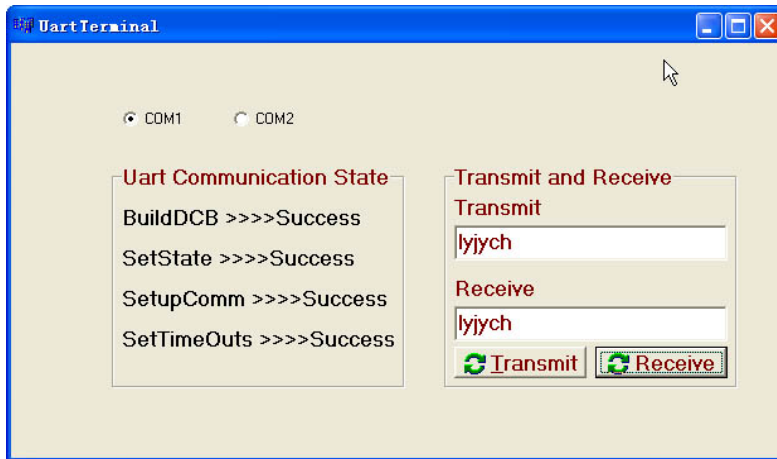 UartTerminal
COM1 COM2
Uart Communication State
BuildDCB >>>>Success
SetState >>>>Success
SetupComm >>>>Success
SetTimeOuts >>>>Success
Transmit and Receive
Transmit
lyjych
Receive
lyjych
Transmit Receive